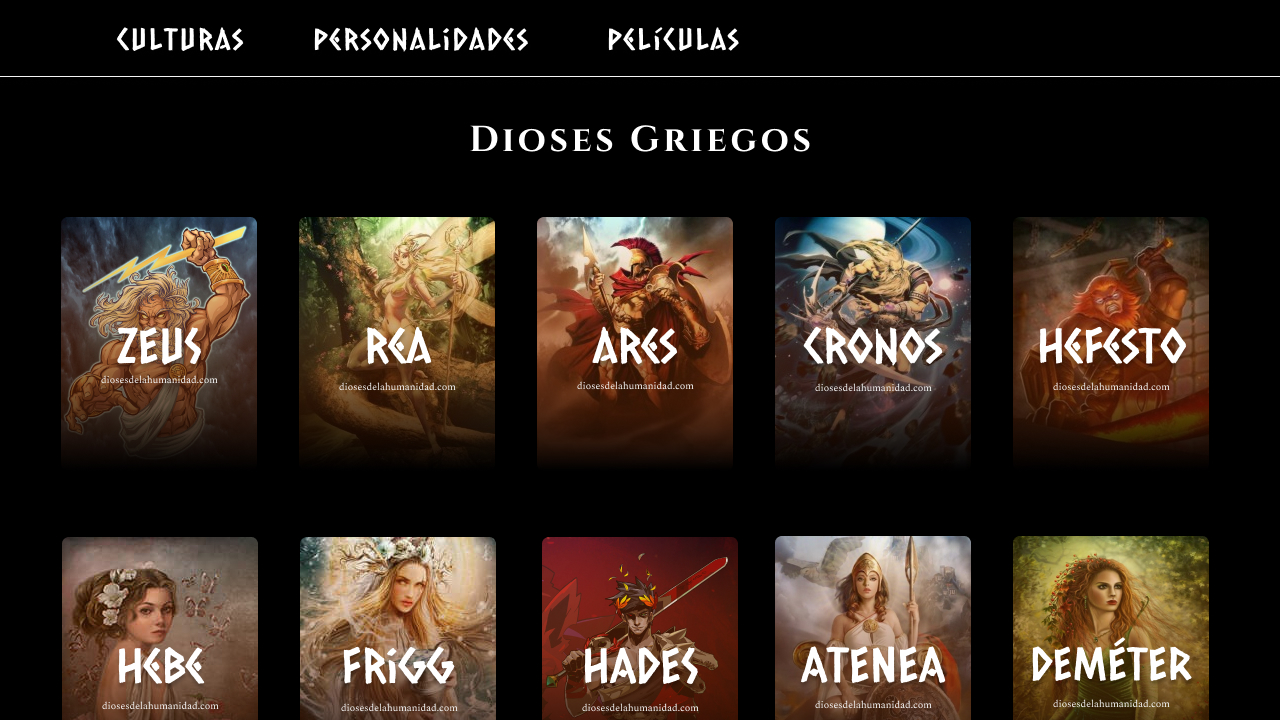 CULTURAS PERSONALiDADES PELíCULAS
Dioses Griegos
ZEUS REA ARES CRONOS HEFESTO
diosesdelahumanidad.com diosesdelahumanidad.com diosesdelahumanidad.com diosesdelahumanidad.com diosesdelahumanidad.com
HEBE FRiGG HADES ATENEA DEMÉTER
diosesdelahumanidad.com diosesdelahumanidad.com diosesdelahumanidad.com diosesdelahumanidad.com diosesdelahumanidad.com